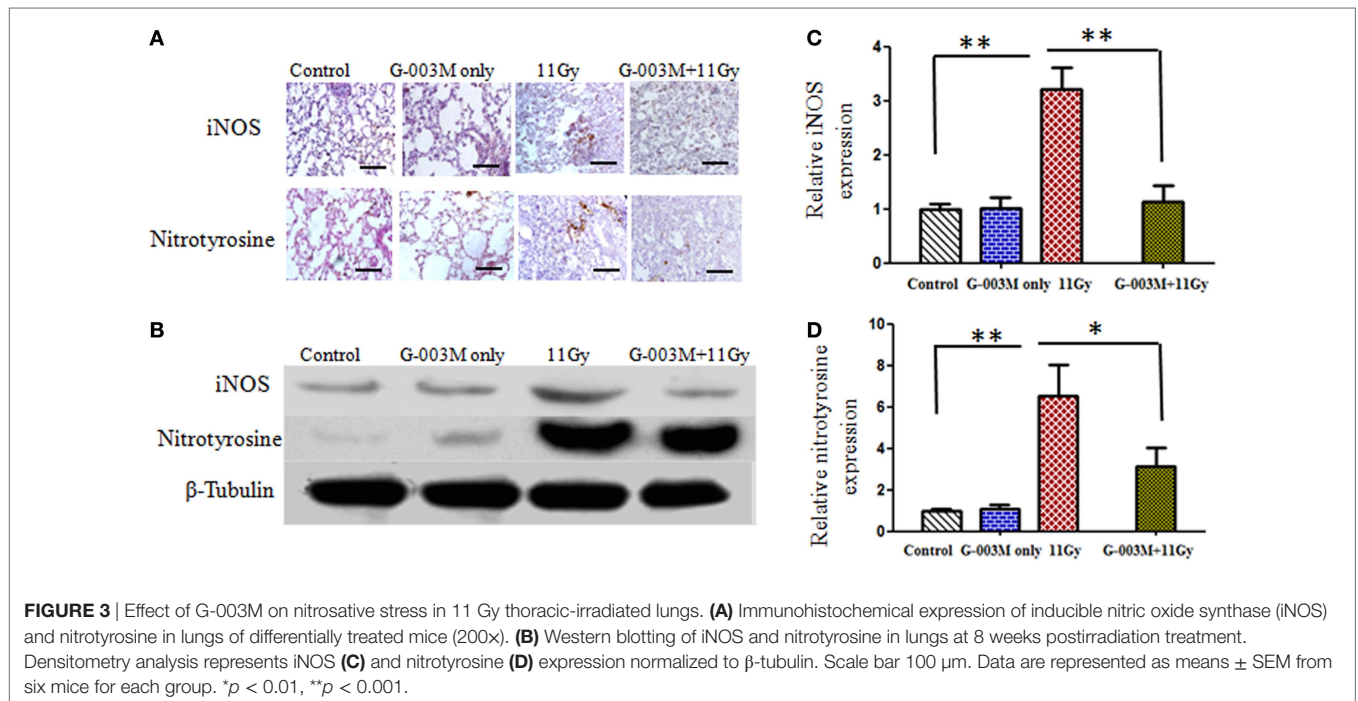 A
Control G-003M only 11Gy G-003M+11Gy
iNOS
Nitrotyrosine
B
Control G-003M only 11Gy G-003M+11Gy
iNOS
Nitrotyrosine
β-Tubulin
C
** **
Relative iNOS
expression
4
3
2
1
0
Control G-003M only 11Gy G-003M+11Gy
D
** *
Relative nitrotyrosine
expression
10
8
6
4
2
0
Control G-003M only 11Gy G-003M+11Gy
FIGURE 3 | Effect of G-003M on nitrosative stress in 11 Gy thoracic-irradiated lungs. (A) Immunohistochemical expression of inducible nitric oxide synthase (iNOS)
and nitrotyrosine in lungs of differentially treated mice (200×). (B) Western blotting of iNOS and nitrotyrosine in lungs at 8 weeks postirradiation treatment.
Densitometry analysis represents iNOS (C) and nitrotyrosine (D) expression normalized to β-tubulin. Scale bar 100 μm. Data are represented as means ± SEM from
six mice for each group. *p < 0.01, **p < 0.001.